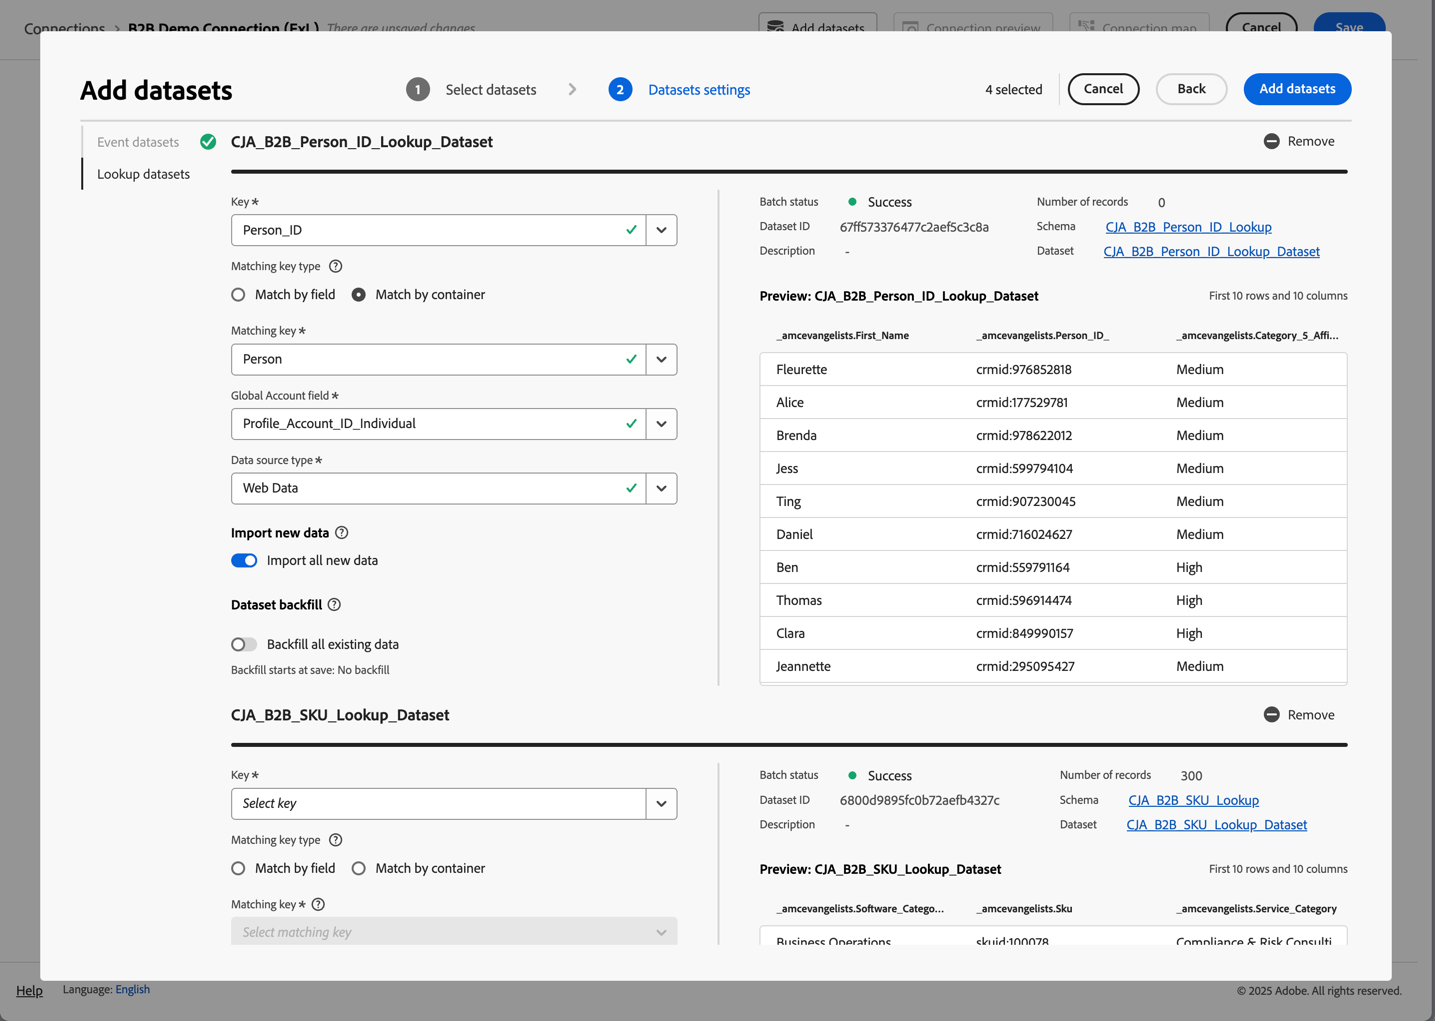 Connections > B2B Demo Connection (ExL) There are unsaved changes
Add datasets
Connection preview
Connection map
Cancel
Save
Add datasets
1 Select datasets
2 Datasets settings
4 selected
Cancel
Back
Add datasets
Event datasets
Lookup datasets
CJA_B2B_Person_ID_Lookup_Dataset
Remove
Key *
Person_ID
Matching key type
Match by field
Match by container
Matching key *
Person
Global Account field *
Profile_Account_ID_Individual
Data source type *
Web Data
Import new data
Import all new data
Dataset backfill
Backfill all existing data
Backfill starts at save: No backfill
Batch status Success
Number of records 0
Dataset ID 67ff573376477c2aef5c3c8a
Schema CJA_B2B_Person_ID_Lookup
Description -
Dataset CJA_B2B_Person_ID_Lookup_Dataset
Preview: CJA_B2B_Person_ID_Lookup_Dataset
First 10 rows and 10 columns
_amcevangelists.First_Name _amcevangelists.Person_ID_ _amcevangelists.Category_5_Affi...
Fleurette crmid:976852818 Medium
Alice crmid:177529781 Medium
Brenda crmid:978622012 Medium
Jess crmid:599794104 Medium
Ting crmid:907230045 Medium
Daniel crmid:716024627 Medium
Ben crmid:559791164 High
Thomas crmid:596914474 High
Clara crmid:849990157 High
Jeannette crmid:295095427 Medium
CJA_B2B_SKU_Lookup_Dataset
Remove
Key *
Select key
Matching key type
Match by field
Match by container
Matching key *
Select matching key
Batch status Success
Number of records 300
Dataset ID 6800d9895fc0b72aefb4327c
Schema CJA_B2B_SKU_Lookup
Description -
Dataset CJA_B2B_SKU_Lookup_Dataset
Preview: CJA_B2B_SKU_Lookup_Dataset
First 10 rows and 10 columns
_amcevangelists.Software_Catego... _amcevangelists.Sku _amcevangelists.Service_Category
Business Operations skuid:100078 Compliance & Risk Consulti
Help
Language: English
© 2025 Adobe. All rights reserved.